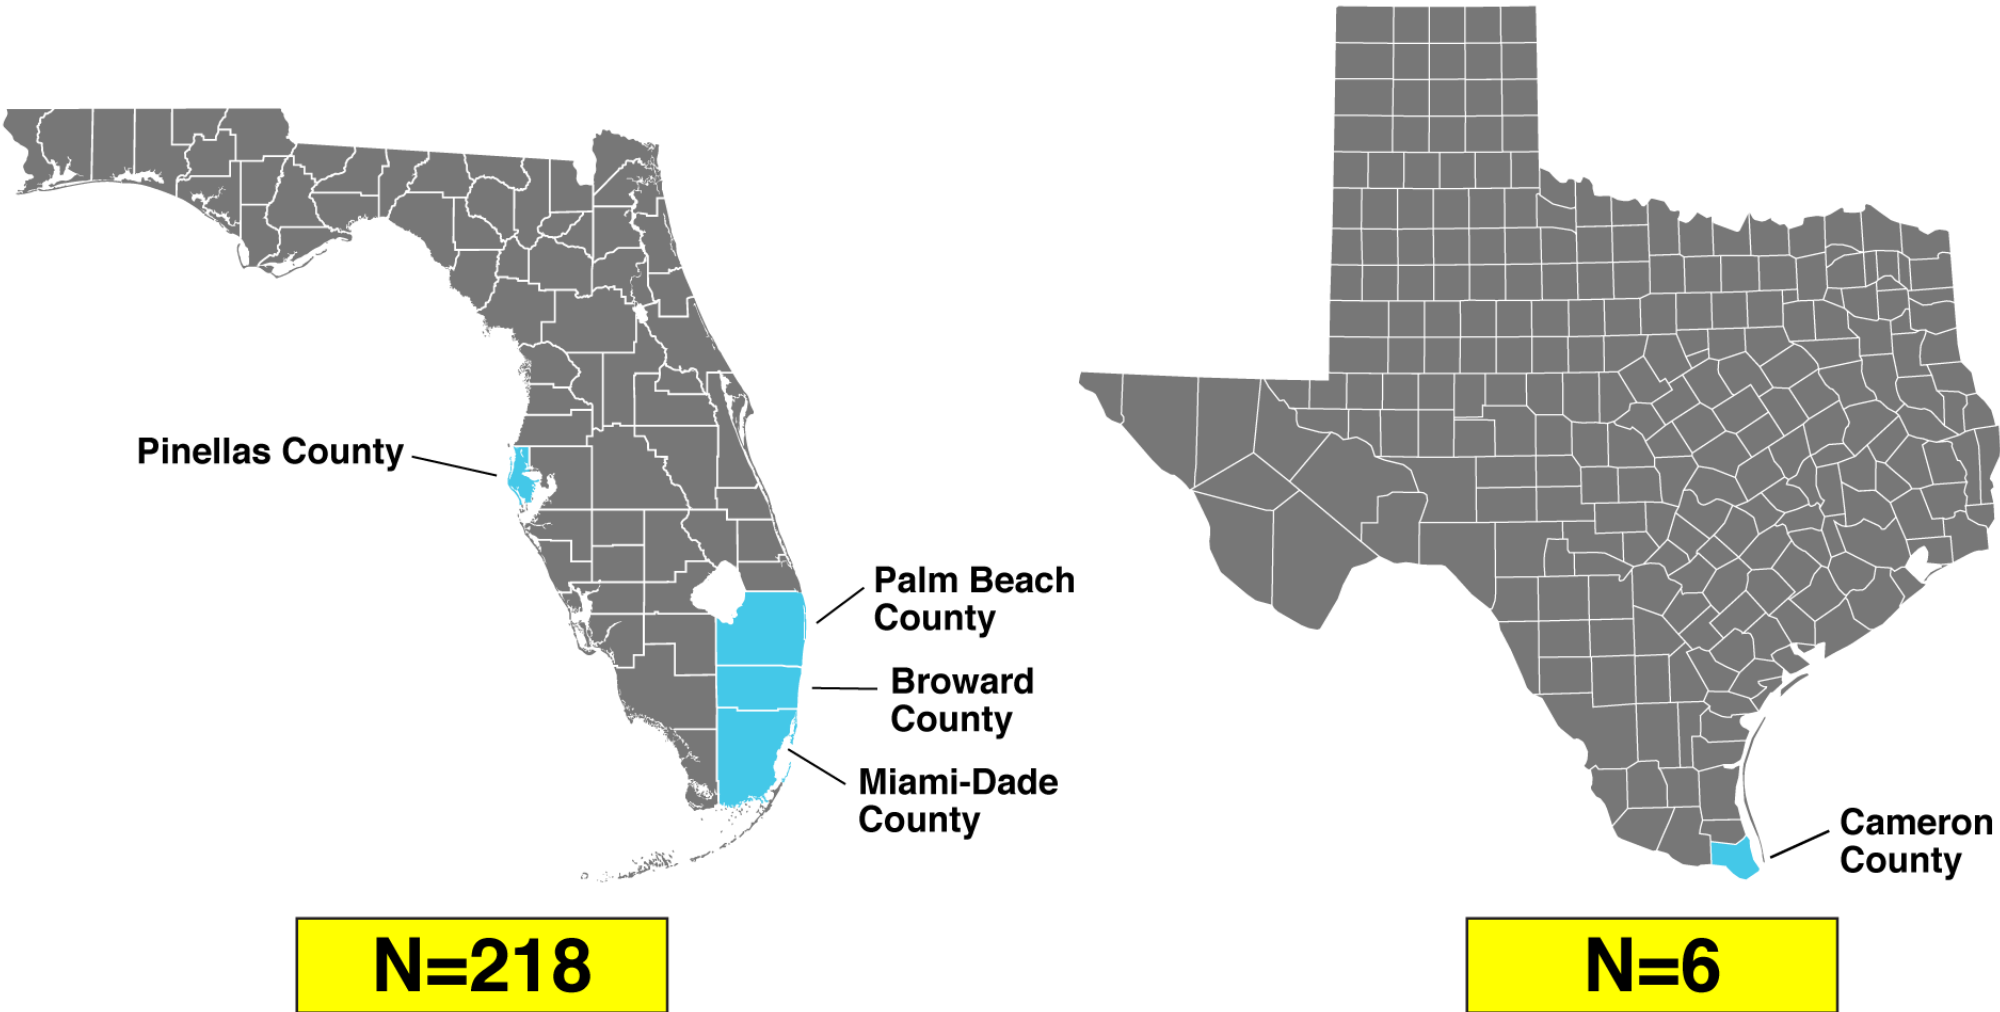 Pinellas County
Palm Beach
County
Broward
County
Miami-Dade
County
N=218
Cameron
County
N=6